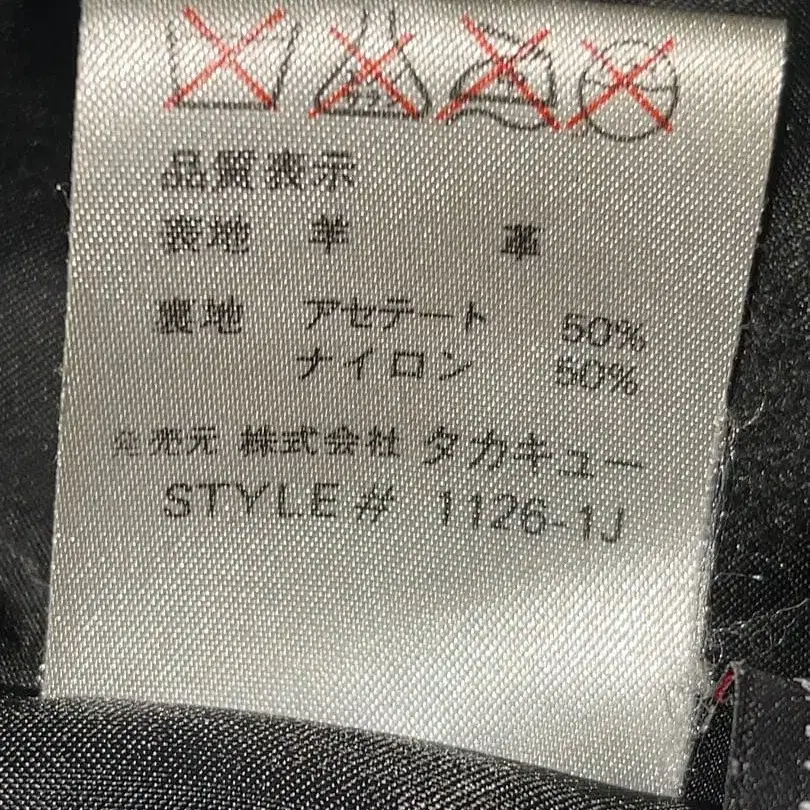 品質表示
表地 羊 革
裏地 アセテート 50%
ナイロン 50%
発売元 株式会社 タカキュー
STYLE # 1126-1J